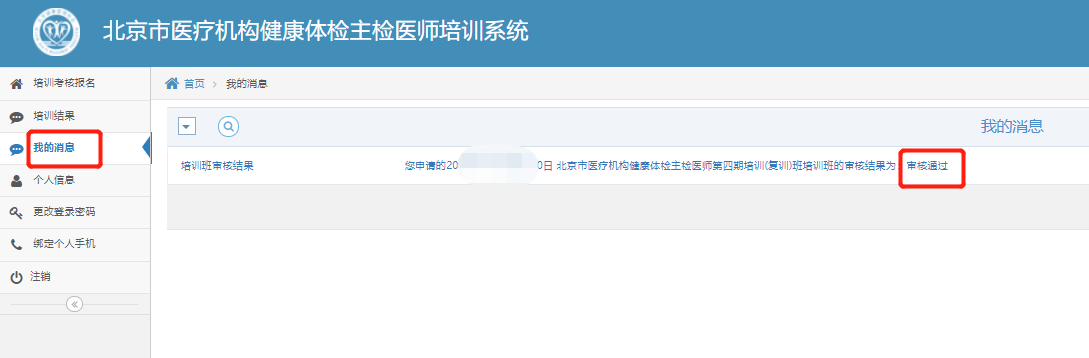 北京市医疗机构健康体检主检医师培训系统
培训考核报名
培训结果
我的消息
个人信息
更改登录密码
绑定个人手机
注销
首页 > 我的消息
我的消息
培训班审核结果
您申请的20 0日 北京市医疗机构健康体检主检医师第四期培训(复训)班培训班的审核结果为 审核通过